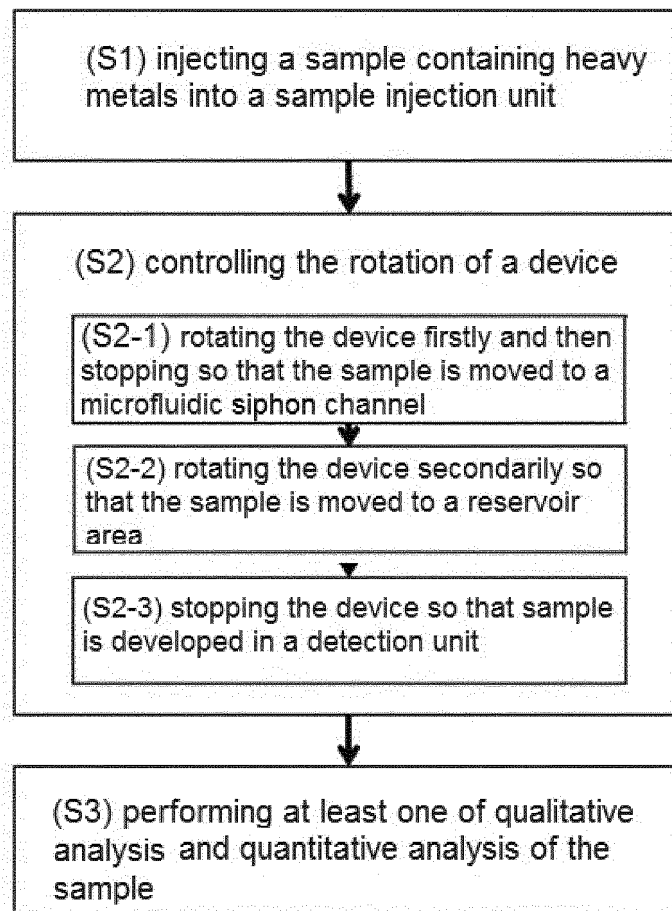 (S1) injecting a sample containing heavy
metals into a sample injection unit
(S2) controlling the rotation of a device
(S2-1) rotating the device firstly and then
stopping so that the sample is moved to a
microfluidic siphon channel
(S2-2) rotating the device secondarily so
that the sample is moved to a reservoir
area
(S2-3) stopping the device so that sample
is developed in a detection unit
(S3) performing at least one of qualitative
analysis and quantitative analysis of the
sample